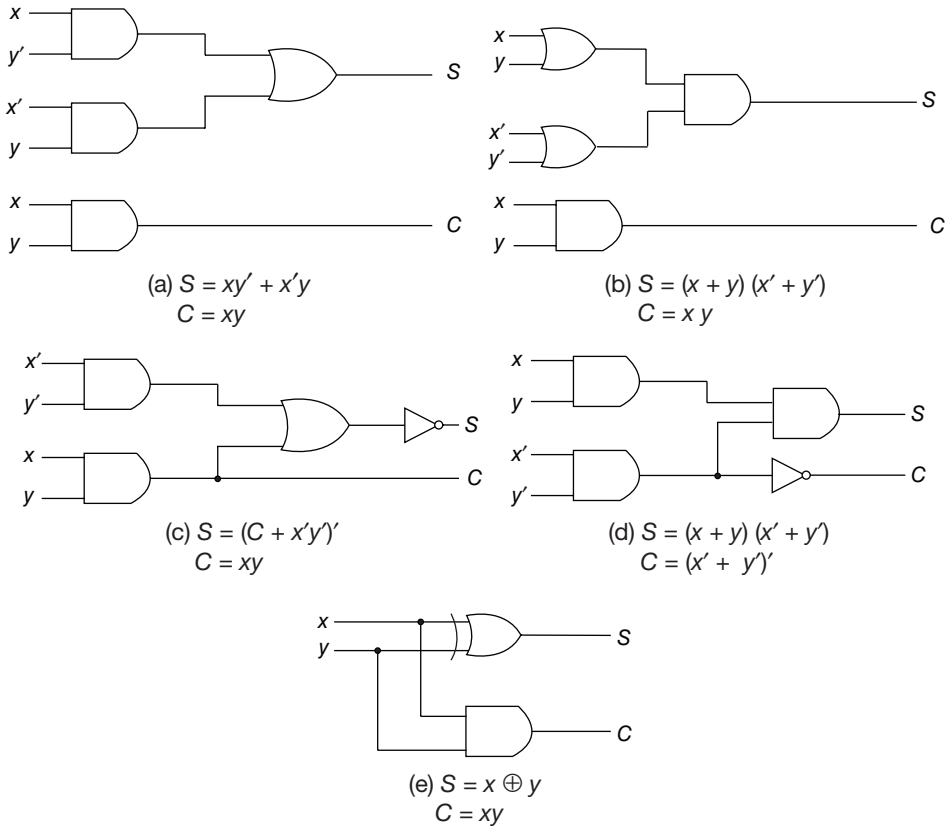 x
y′
x′
y
S
x
y
C
(a) S = xy′ + x′y
C = xy
x
y
x′
y′
S
x
y
C
(b) S = (x + y) (x′ + y′)
C = x y
x′
y′
x
y
S
C
(c) S = (C + x′y′)′
C = xy
x
y
x′
y′
S
C
(d) S = (x + y) (x′ + y′)
C = (x′ + y′)′
x
y
S
C
(e) S = x ⊕ y
C = xy